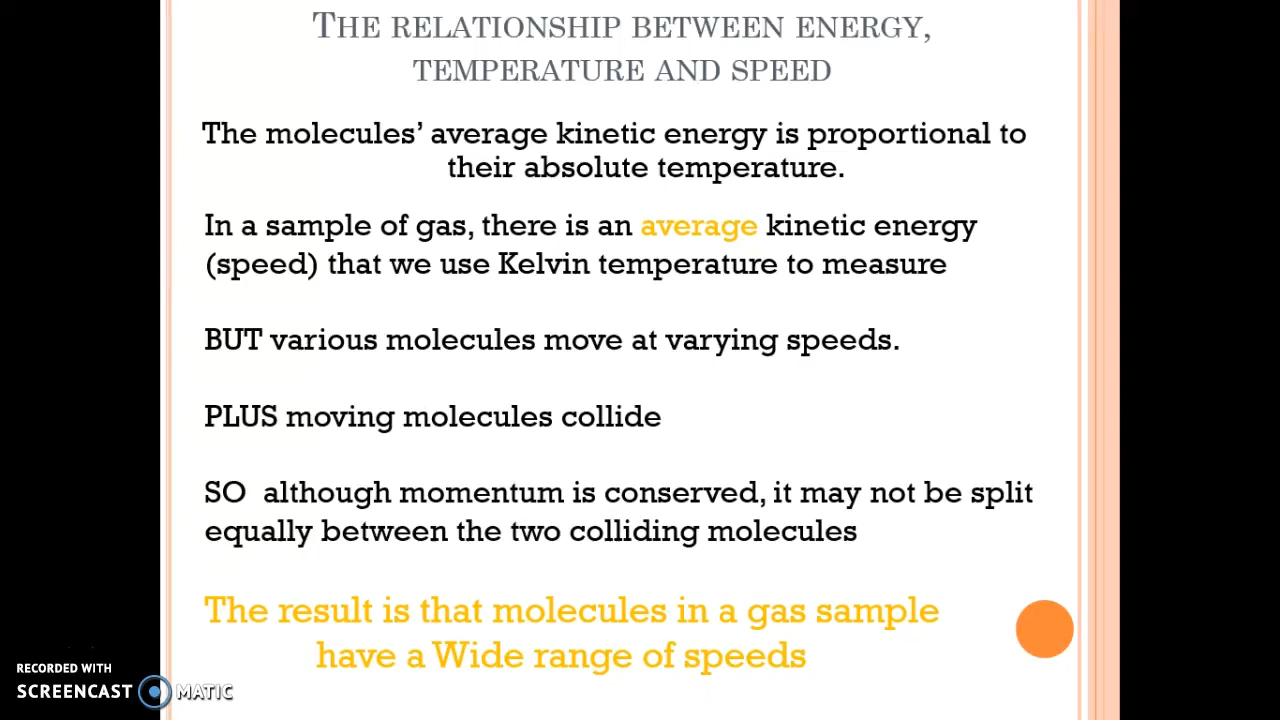 THE RELATIONSHIP BETWEEN ENERGY,
TEMPERATURE AND SPEED
The molecules’ average kinetic energy is proportional to
their absolute temperature.
In a sample of gas, there is an average kinetic energy
(speed) that we use Kelvin temperature to measure
BUT various molecules move at varying speeds.
PLUS moving molecules collide
SO although momentum is conserved, it may not be split
equally between the two colliding molecules
The result is that molecules in a gas sample
have a Wide range of speeds
RECORDED WITH
SCREENCAST MATIC